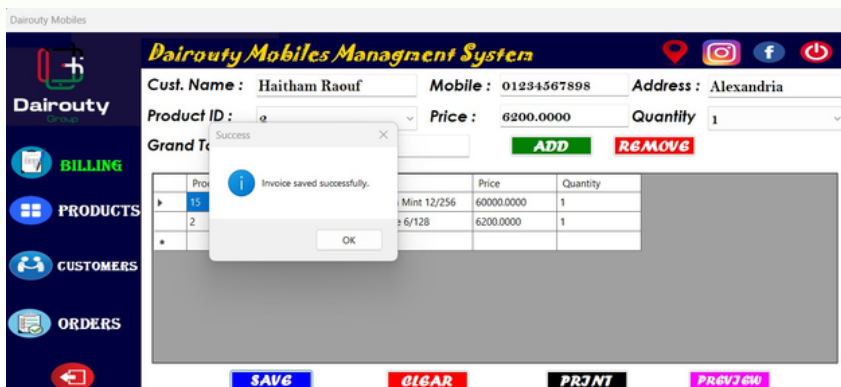 Dairouty Mobiles
Dairouty Mobiles Managment System
Cust. Name : Haitham Raouf Mobile : 01234567898 Address : Alexandria
Dairouty
Group
Product ID : 2 Price : 6200.0000 Quantity 1
Grand
ADD REMOVE
Success
Invoice saved successfully.
OK
BILLING
PRODUCTS
CUSTOMERS
ORDERS
Price Quantity
15 Mint 12/256 60000.0000 1
2 6/128 6200.0000 1
SAVE CLEAR PRINT PREVIEW